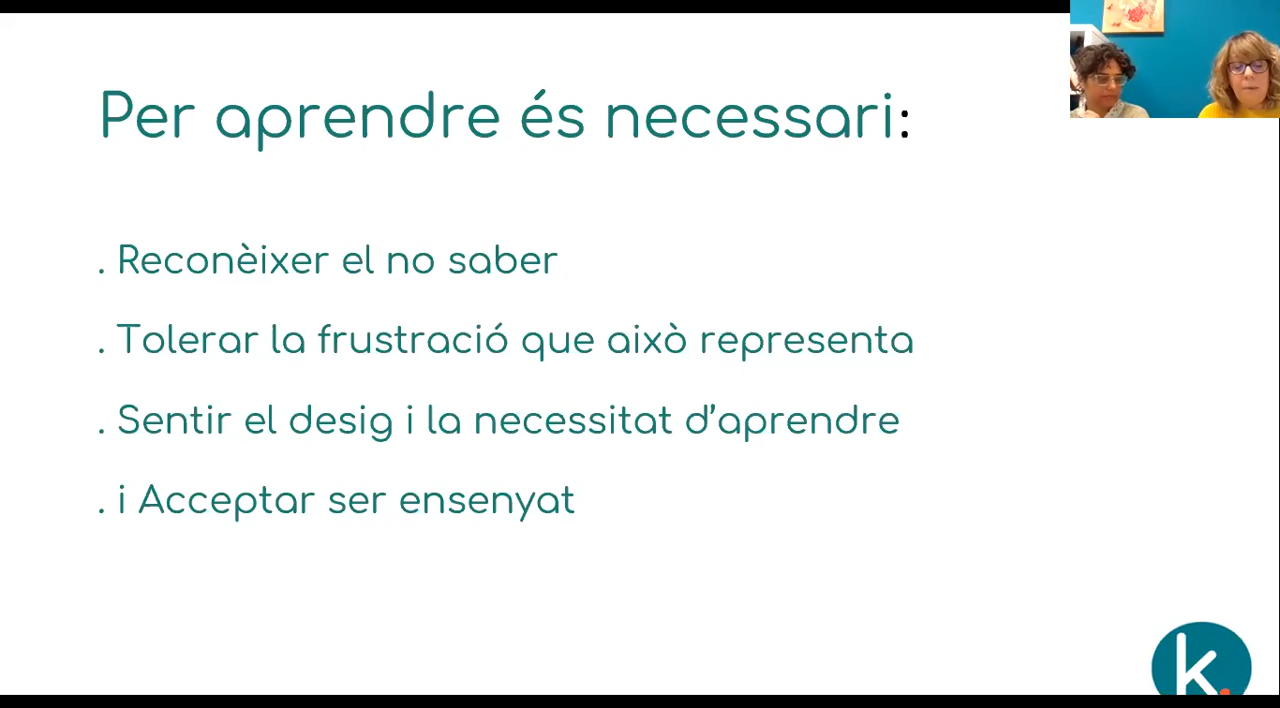 Per aprendre és necessari:
. Reconèixer el no saber
. Tolerar la frustració que això representa
. Sentir el desig i la necessitat d’aprendre
. i Acceptar ser ensenyat
k.